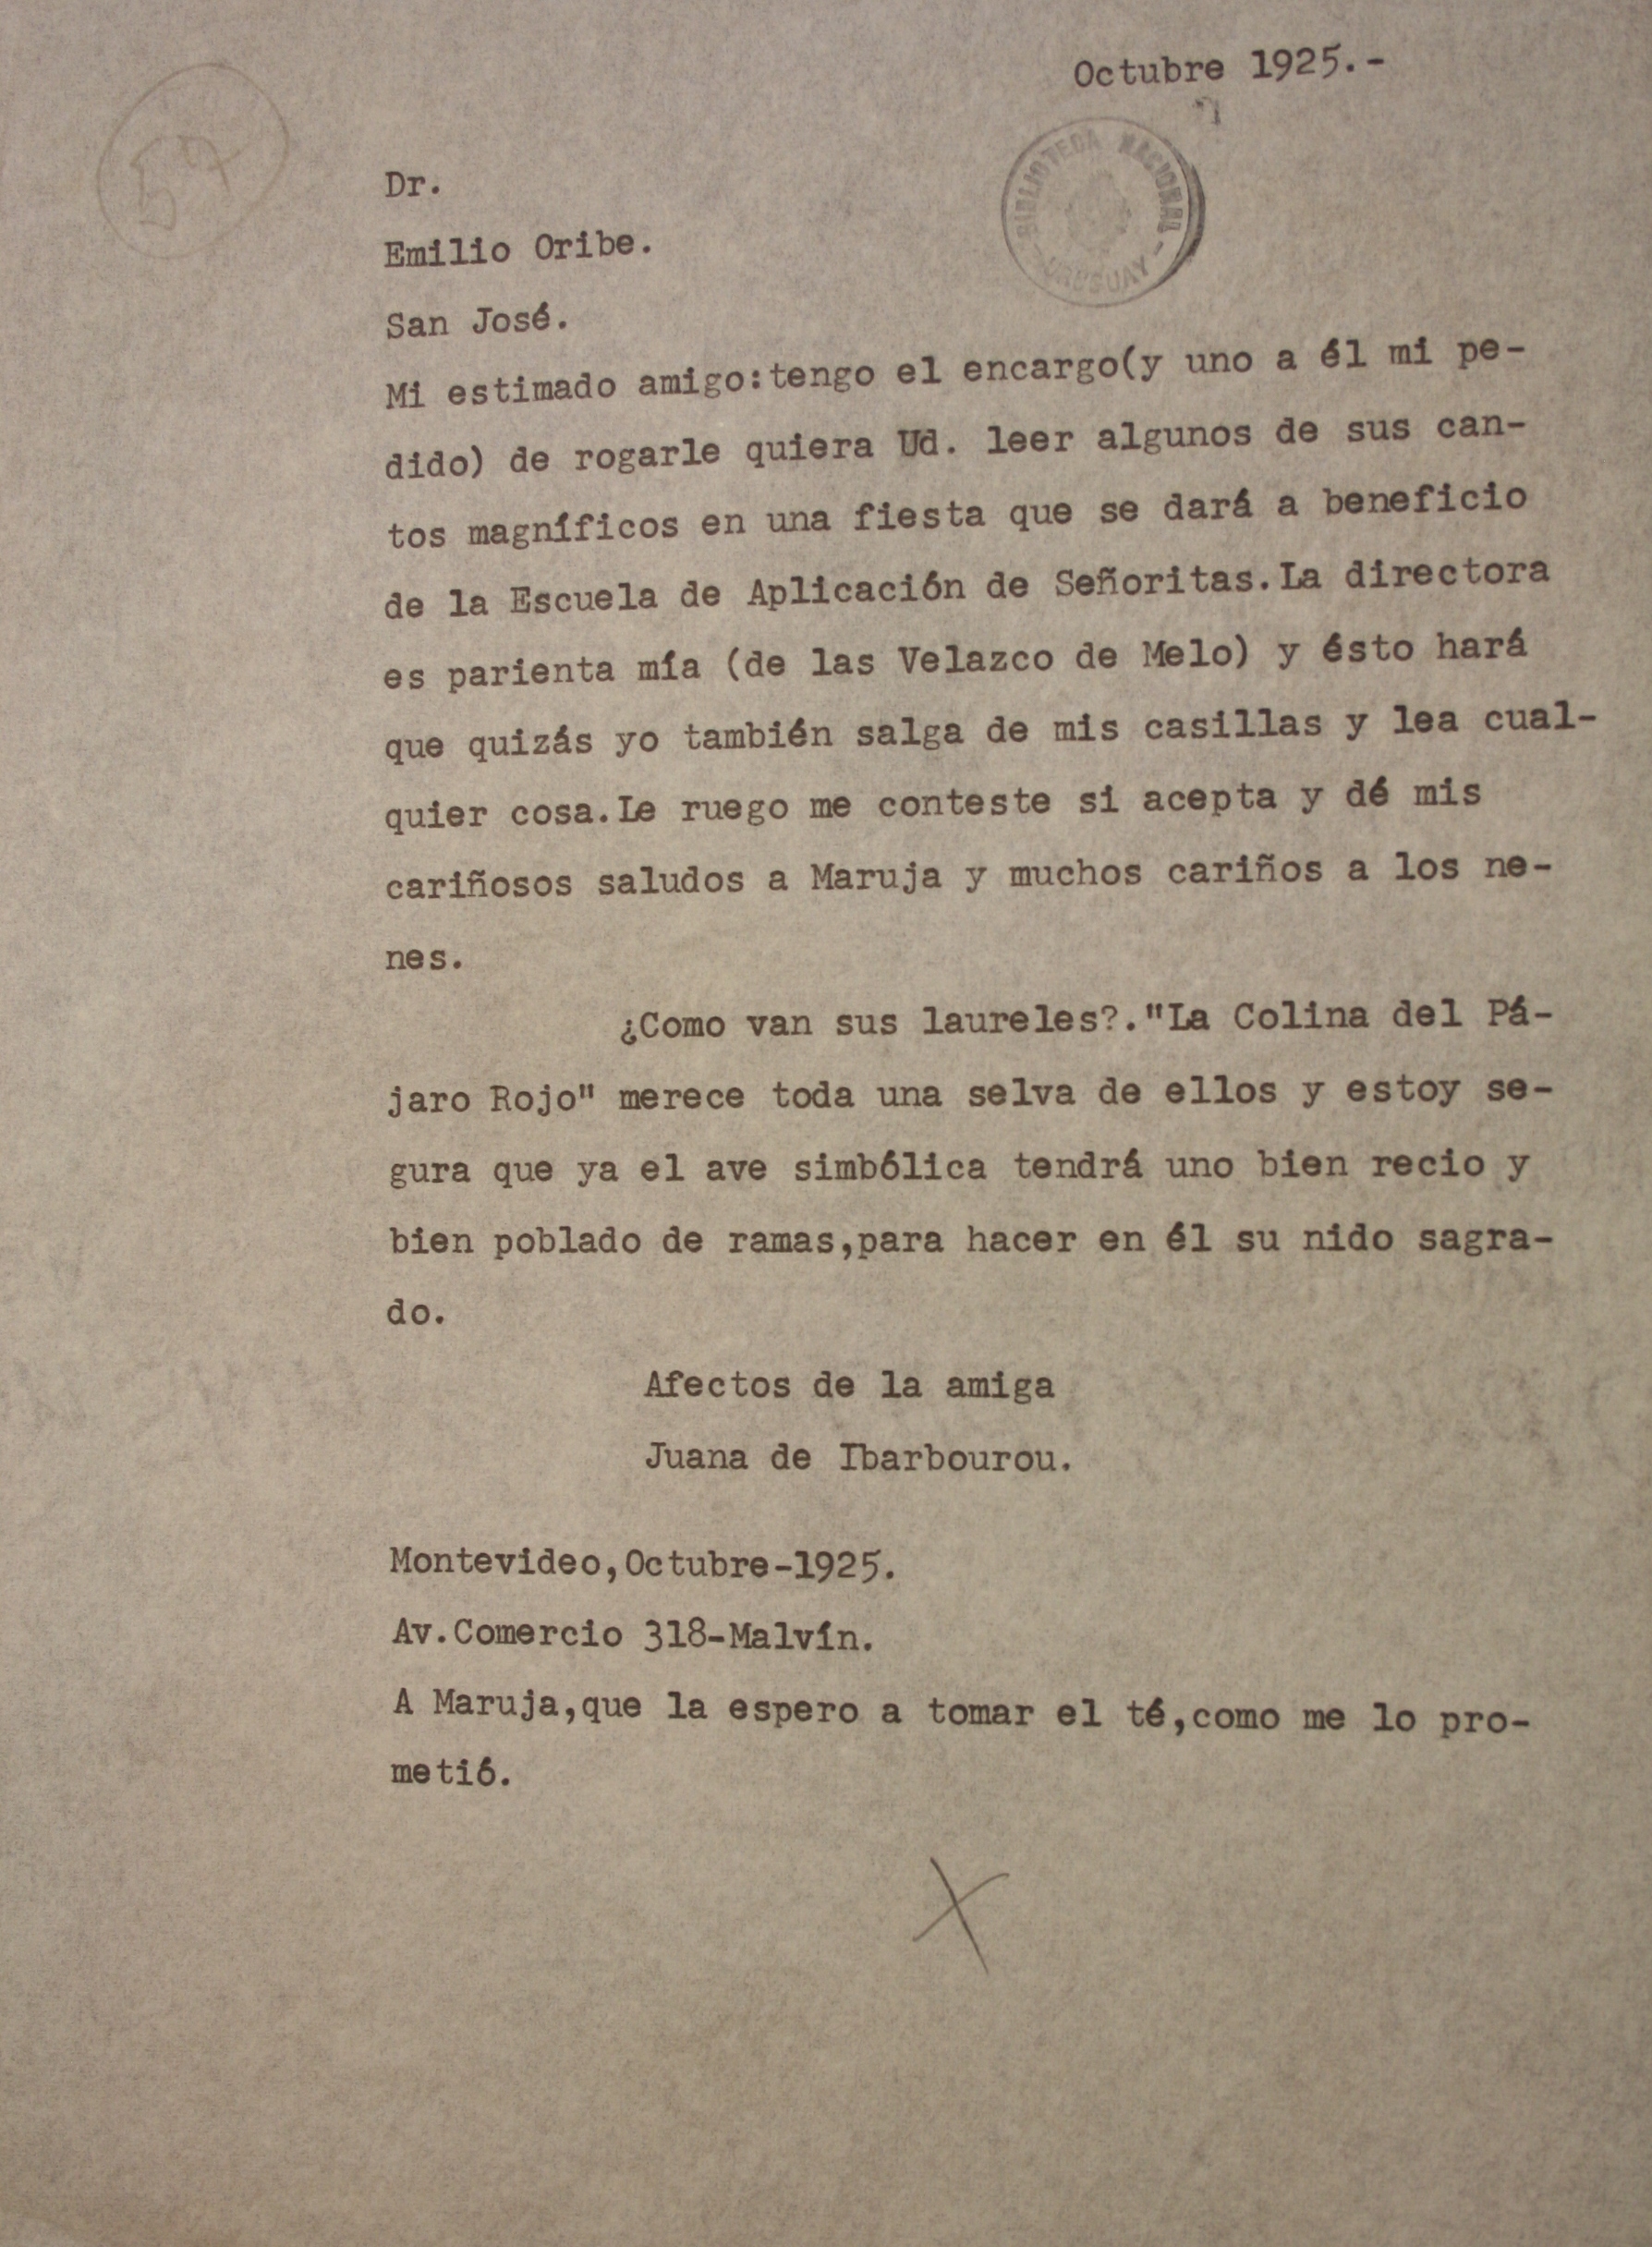 Octubre 1925.-
57
BIBLIOTECA NACIONAL
- URUGUAY -
Dr.
Emilio Oribe.
San José.
Mi estimado amigo:tengo el encargo(y uno a él mi pe-
dido) de rogarle quiera Ud. leer algunos de sus can-
tos magníficos en una fiesta que se dará a beneficio
de la Escuela de Aplicación de Señoritas.La directora
es parienta mía (de las Velazco de Melo) y ésto hará
que quizás yo también salga de mis casillas y lea cual-
quier cosa.Le ruego me conteste si acepta y dé mis
cariñosos saludos a Maruja y muchos cariños a los ne-
nes.
¿Como van sus laureles?."La Colina del Pá-
jaro Rojo" merece toda una selva de ellos y estoy se-
gura que ya el ave simbólica tendrá uno bien recio y
bien poblado de ramas,para hacer en él su nido sagra-
do.
Afectos de la amiga
Juana de Ibarbourou.
Montevideo,Octubre-1925.
Av.Comercio 318-Malvín.
A Maruja,que la espero a tomar el té,como me lo pro-
metió.